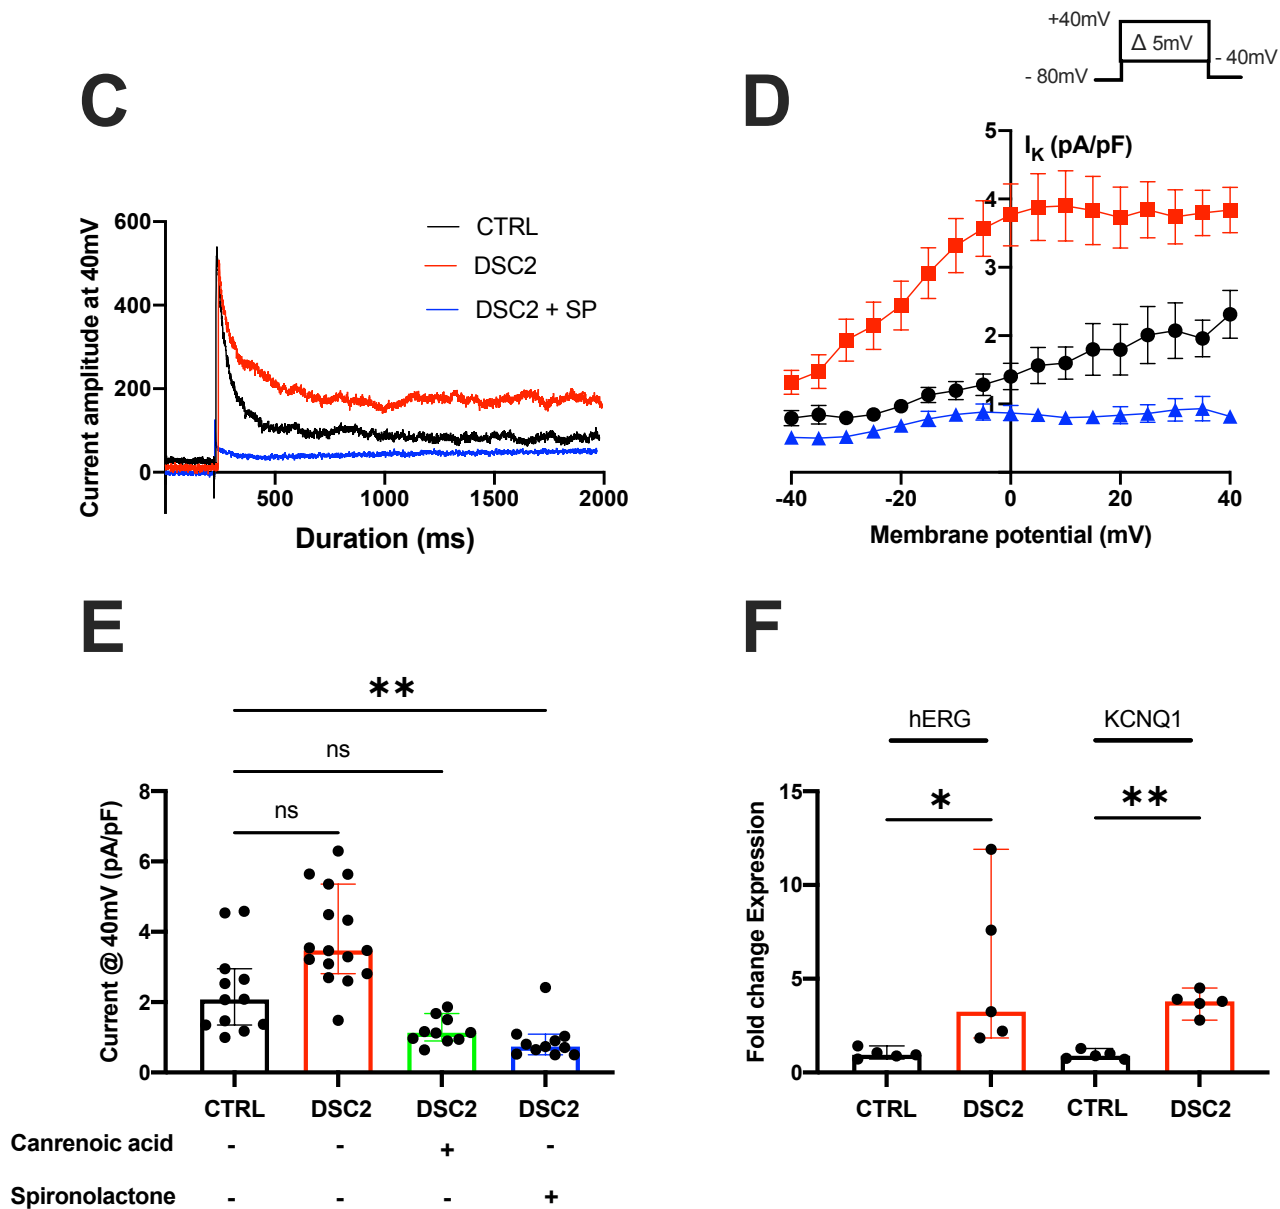 C
600
400
200
0
500
1000
1500
2000
Current amplitude at 40mV
Duration (ms)
CTRL
DSC2
DSC2 + SP
D
+40mV
Δ 5mV
- 80mV
- 40mV
I_K (pA/pF)
5
4
3
2
1
-40
-20
0
20
40
Membrane potential (mV)
E
**
ns
ns
8
6
4
2
0
Current @ 40mV (pA/pF)
CTRL
DSC2
DSC2
DSC2
Canrenoic acid - - + -
Spironolactone - - - +
F
hERG
KCNQ1
*
**
15
10
5
0
Fold change Expression
CTRL
DSC2
CTRL
DSC2